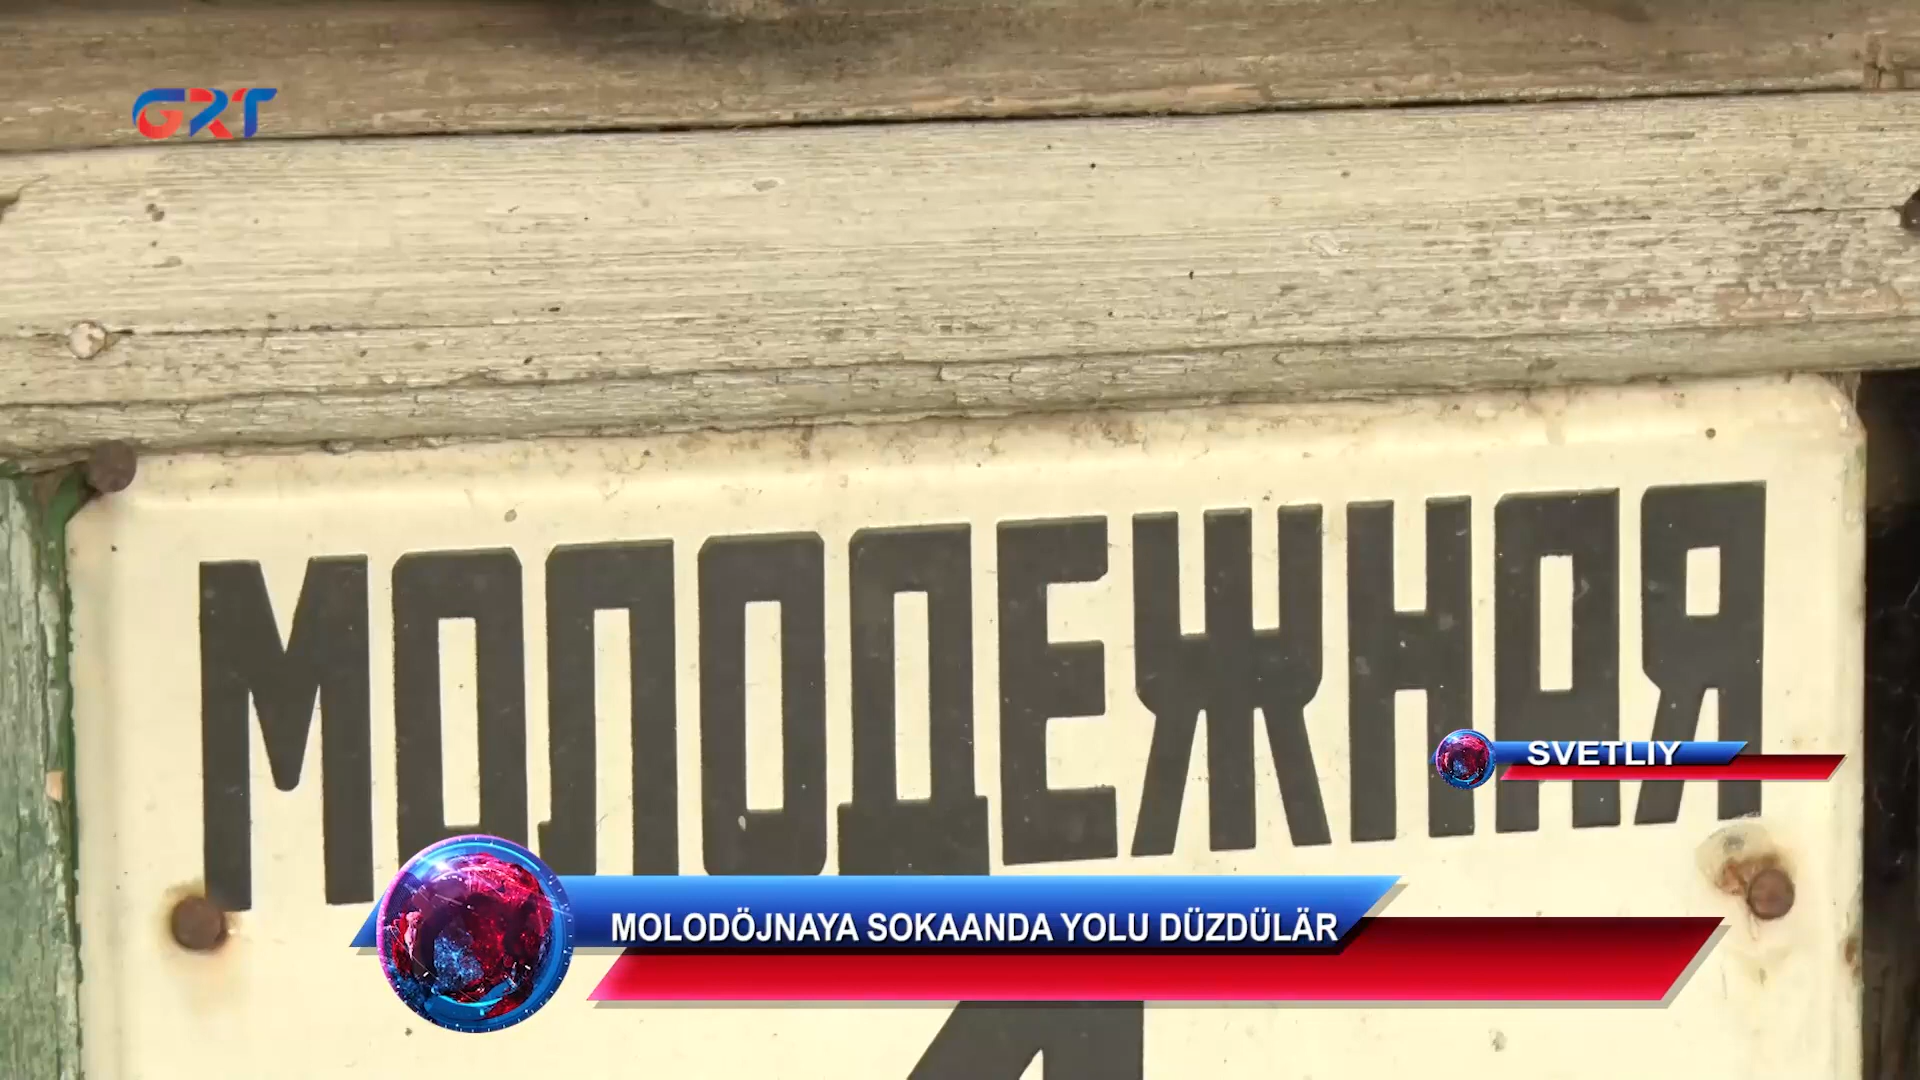 GRT
МОЛОДЕЖНАЯ
SVETLIY
MOLODÖJNAYA SOKAANDA YOLU DÜZDÜLÄR